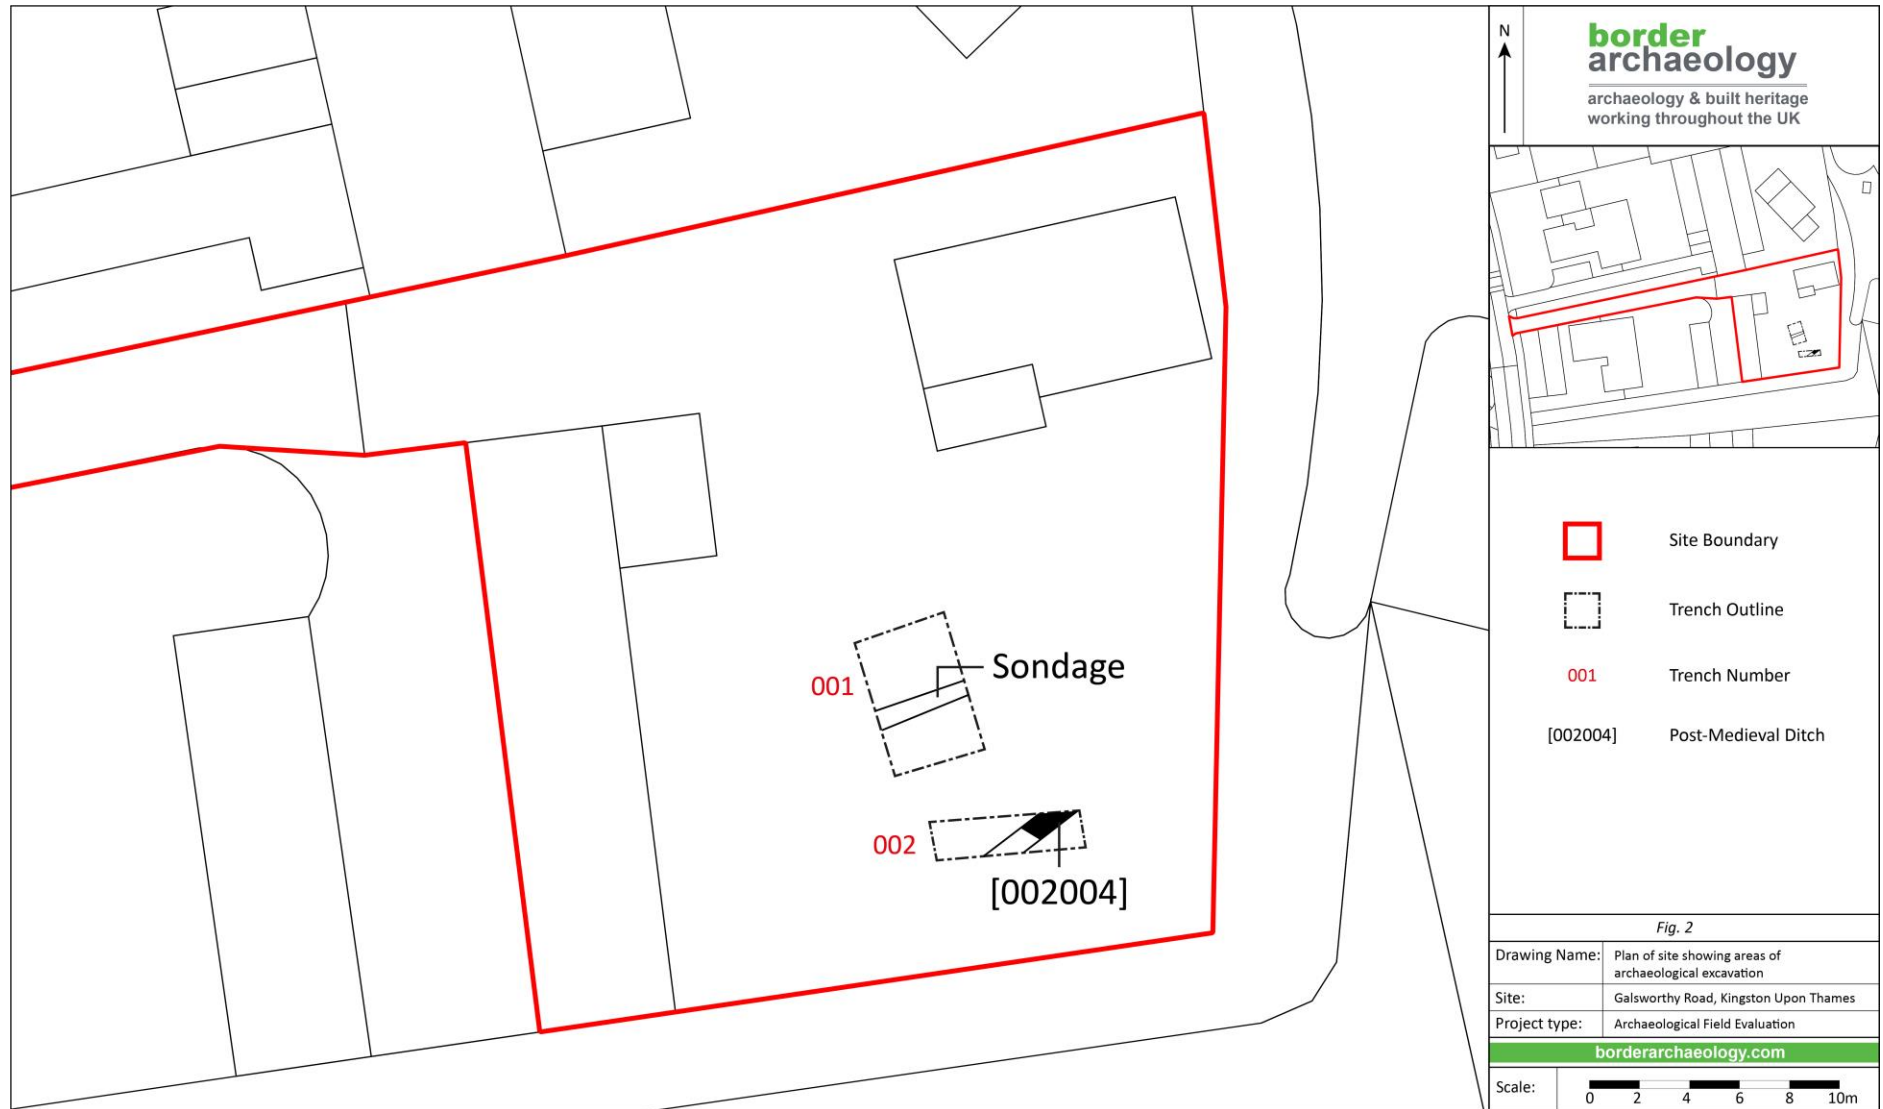 001
Sondage
002
[002004]
N
border
archaeology
archaeology & built heritage
working throughout the UK
Site Boundary
Trench Outline
001 Trench Number
[002004] Post-Medieval Ditch
Fig. 2
Drawing Name: Plan of site showing areas of
archaeological excavation
Site: Galsworthy Road, Kingston Upon Thames
Project type: Archaeological Field Evaluation
borderarchaeology.com
Scale: 0 2 4 6 8 10m